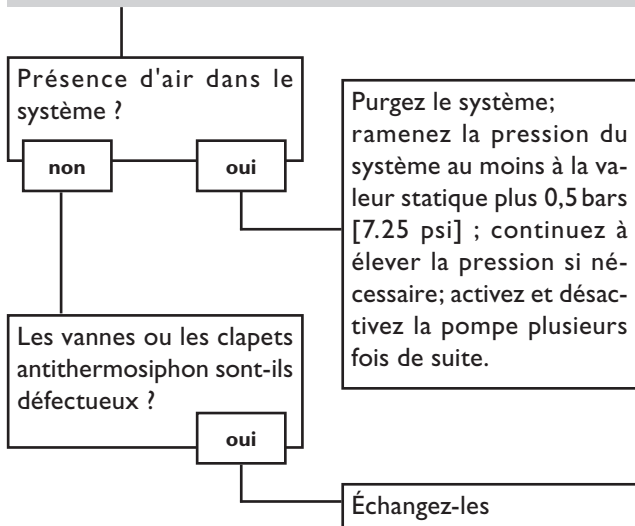 Présence d'air dans le
système ?
non
oui
Purgez le système;
ramenez la pression du
système au moins à la va-
leur statique plus 0,5 bars
[7.25 psi] ; continuez à
élever la pression si né-
cessaire; activez et désac-
tivez la pompe plusieurs
fois de suite.
Les vannes ou les clapets
antithermosiphon sont-ils
défectueux ?
oui
Échangez-les